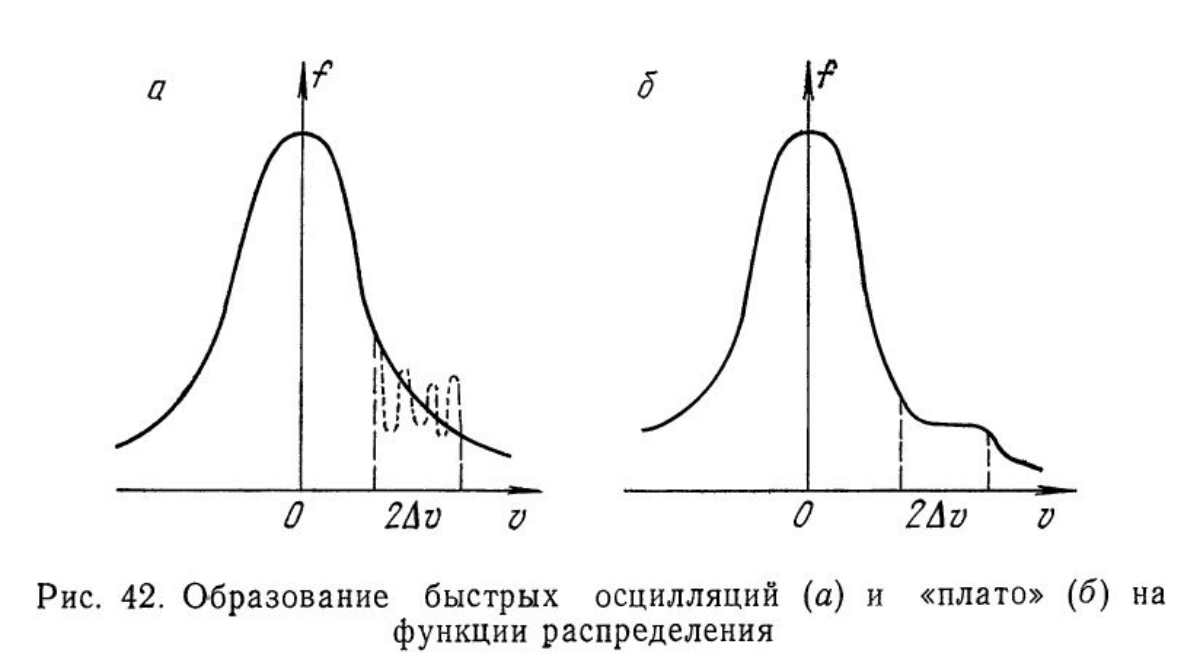 а
f
б
f
0
2Δv
v
0
2Δv
v
Рис. 42. Образование быстрых осцилляций (а) и «плато» (б) на
функции распределения